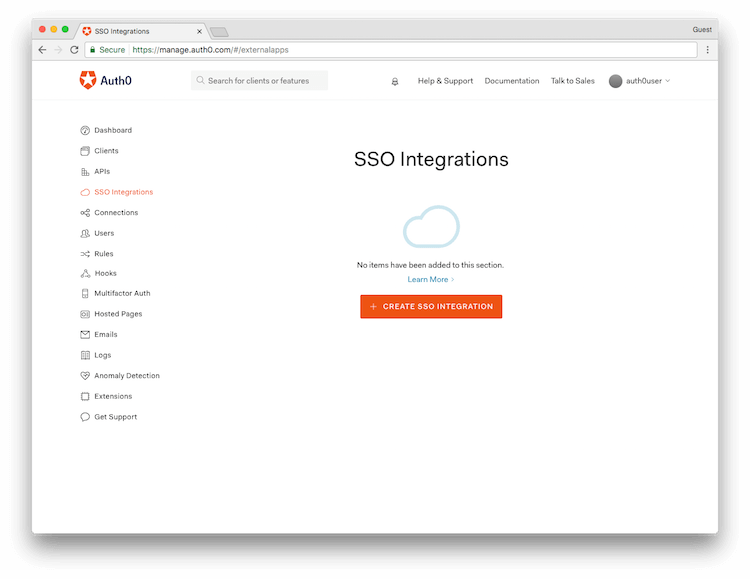 SSO Integrations
Guest
Secure https://manage.auth0.com/#/externalapps
Auth0
Search for clients or features
Help & Support
Documentation
Talk to Sales
auth0user
Dashboard
Clients
APIs
SSO Integrations
Connections
Users
Rules
Hooks
Multifactor Auth
Hosted Pages
Emails
Logs
Anomaly Detection
Extensions
Get Support
SSO Integrations
No items have been added to this section.
Learn More >
+ CREATE SSO INTEGRATION